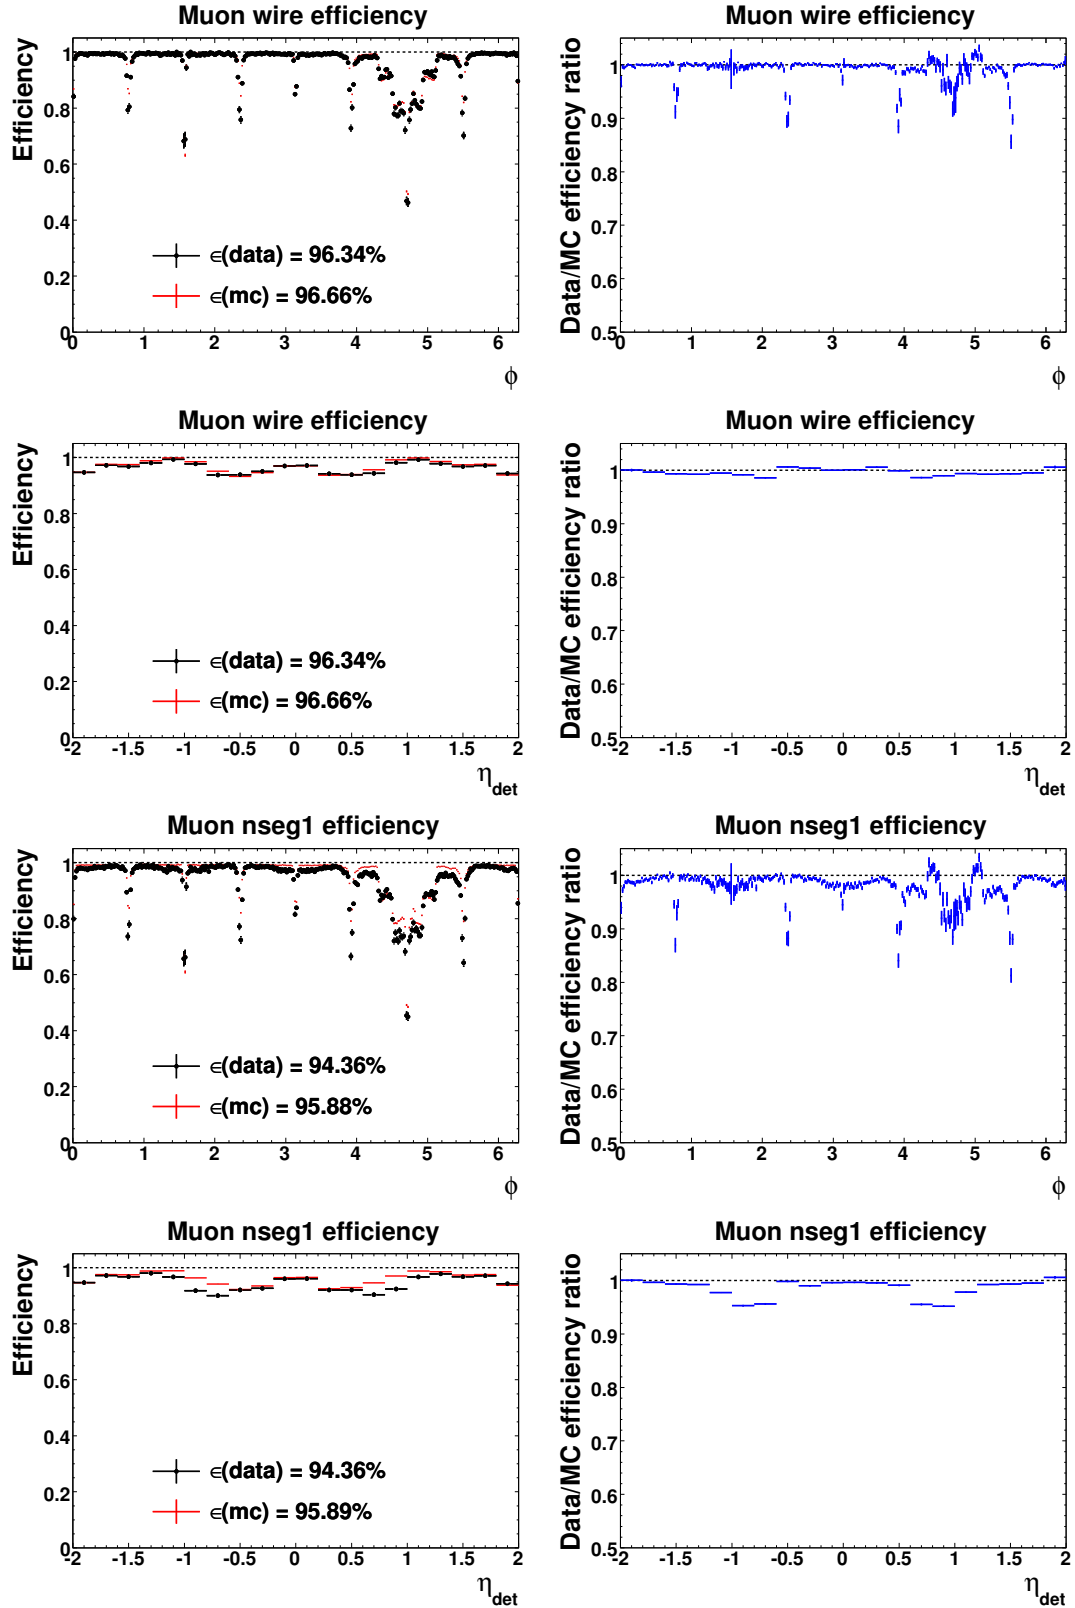 Muon wire efficiency
Efficiency
1
0.8
0.6
0.4
0.2
0
∈(data) = 96.34%
∈(mc) = 96.66%
0 1 2 3 4 5 6
ϕ
Muon wire efficiency
Data/MC efficiency ratio
1
0.9
0.8
0.7
0.6
0.5
0 1 2 3 4 5 6
ϕ
Muon wire efficiency
Efficiency
1
0.8
0.6
0.4
0.2
0
∈(data) = 96.34%
∈(mc) = 96.66%
-2 -1.5 -1 -0.5 0 0.5 1 1.5 2
η det
Muon wire efficiency
Data/MC efficiency ratio
1
0.9
0.8
0.7
0.6
0.5
-2 -1.5 -1 -0.5 0 0.5 1 1.5 2
η det
Muon nseg1 efficiency
Efficiency
1
0.8
0.6
0.4
0.2
0
∈(data) = 94.36%
∈(mc) = 95.88%
0 1 2 3 4 5 6
ϕ
Muon nseg1 efficiency
Data/MC efficiency ratio
1
0.9
0.8
0.7
0.6
0.5
0 1 2 3 4 5 6
ϕ
Muon nseg1 efficiency
Efficiency
1
0.8
0.6
0.4
0.2
0
∈(data) = 94.36%
∈(mc) = 95.89%
-2 -1.5 -1 -0.5 0 0.5 1 1.5 2
η det
Muon nseg1 efficiency
Data/MC efficiency ratio
1
0.9
0.8
0.7
0.6
0.5
-2 -1.5 -1 -0.5 0 0.5 1 1.5 2
η det